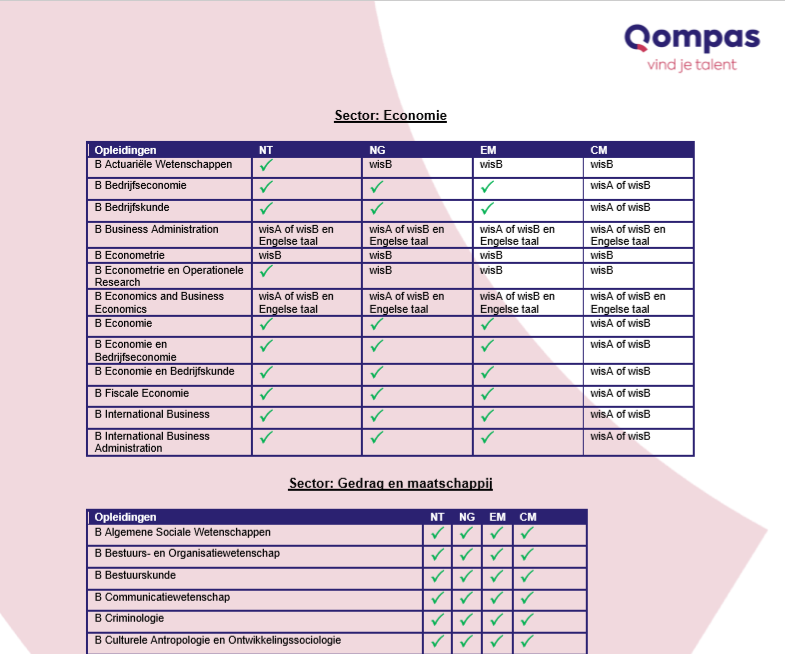 Qompas
vind je talent
Sector: Economie
Opleidingen NT NG EM CM
B Actuariële Wetenschappen ✓ wisB wisB wisB
B Bedrijfseconomie ✓ ✓ ✓ wisA of wisB
B Bedrijfskunde ✓ ✓ ✓ wisA of wisB
B Business Administration wisA of wisB en wisA of wisB en wisA of wisB en wisA of wisB en
Engelse taal Engelse taal Engelse taal Engelse taal
B Econometrie wisB wisB wisB wisB
B Econometrie en Operationele ✓ wisB wisB wisB
Research
B Economics and Business wisA of wisB en wisA of wisB en wisA of wisB en wisA of wisB en
Economics Engelse taal Engelse taal Engelse taal Engelse taal
B Economie ✓ ✓ ✓ wisA of wisB
B Economie en ✓ ✓ ✓ wisA of wisB
Bedrijfseconomie
B Economie en Bedrijfskunde ✓ ✓ ✓ wisA of wisB
B Fiscale Economie ✓ ✓ ✓ wisA of wisB
B International Business ✓ ✓ ✓ wisA of wisB
B International Business ✓ ✓ ✓ wisA of wisB
Administration
Sector: Gedrag en maatschappij
Opleidingen NT NG EM CM
B Algemene Sociale Wetenschappen ✓ ✓ ✓ ✓
B Bestuurs- en Organisatiewetenschap ✓ ✓ ✓ ✓
B Bestuurskunde ✓ ✓ ✓ ✓
B Communicatiewetenschap ✓ ✓ ✓ ✓
B Criminologie ✓ ✓ ✓ ✓
B Culturele Antropologie en Ontwikkelingssociologie ✓ ✓ ✓ ✓